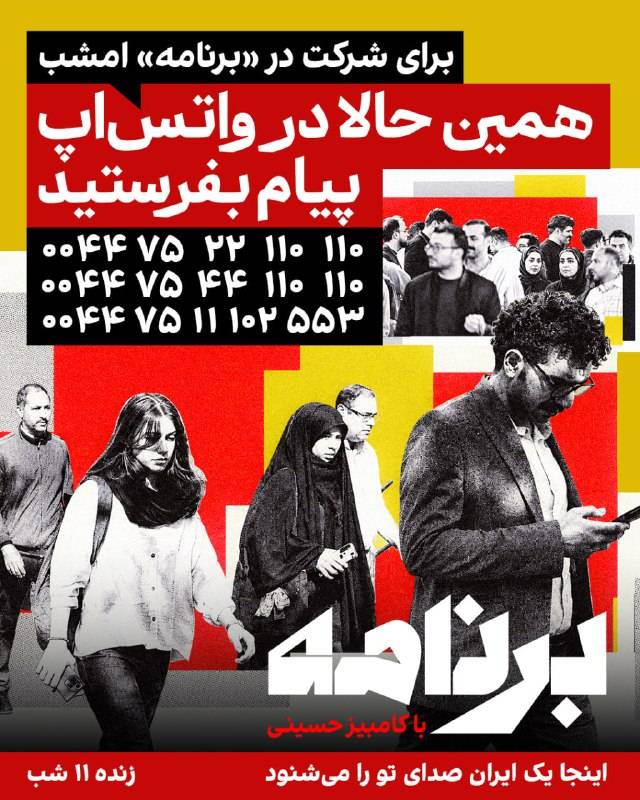 برای شرکت در «برنامه» امشب
همین حالا در واتس‌اپ
پیام بفرستید
۰۰۴۴ ۷۵ ۲۲ ۱۱۰ ۱۱۰
۰۰۴۴ ۷۵ ۴۴ ۱۱۰ ۱۱۰
۰۰۴۴ ۷۵ ۱۱ ۱۰۲ ۵۵۳
برنامه
با کامبیز حسینی
اینجا یک ایران صدای تو را می‌شنود
زنده ۱۱ شب